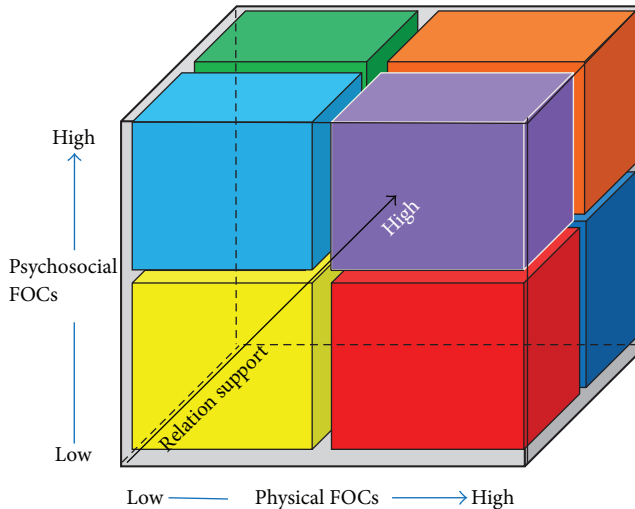 High
Psychosocial
FOCs
Low
High
Relation support
Low
Physical FOCs
High